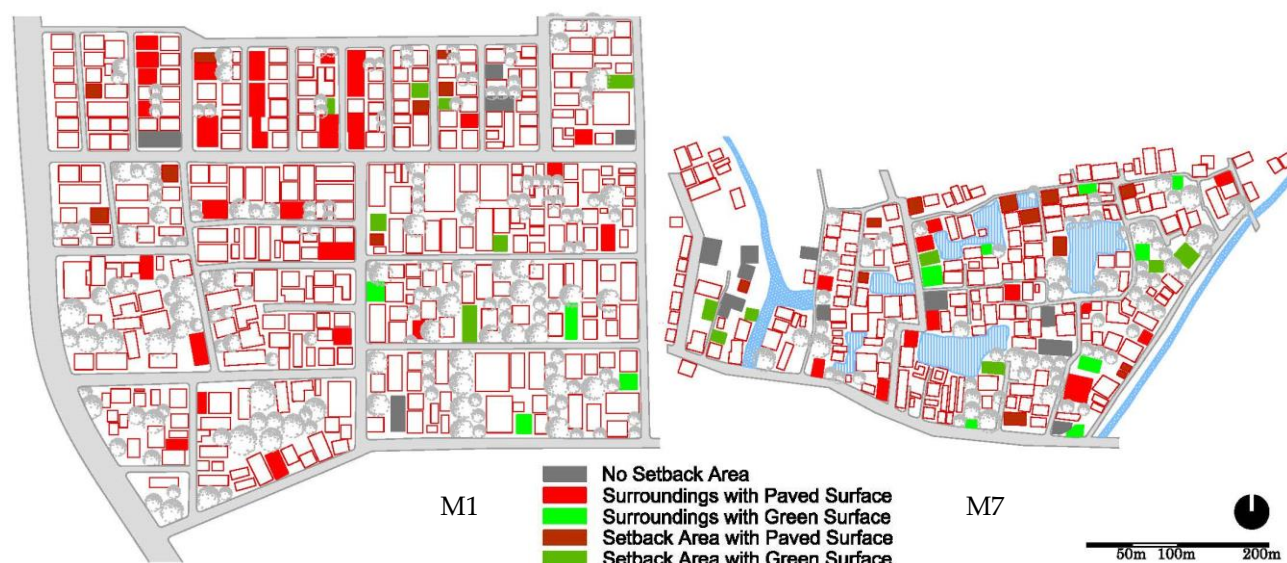 No Setback Area
M1
Surroundings with Paved Surface
M7
Surroundings with Green Surface
Setback Area with Paved Surface
Setback Area with Green Surface
50m 100m 200m